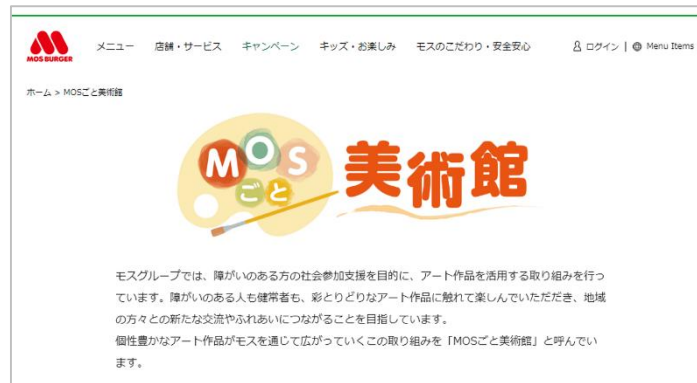 MOS BURGER
メニュー 店舗・サービス キャンペーン キッズ・お楽しみ モスのこだわり・安全安心 ログイン | Menu Items
ホーム > MOSごと美術館
MOS
ごと
美術館
モスグループでは、障がいのある方の社会参加支援を目的に、アート作品を活用する取り組みを行っ
ています。障がいのある人も健常者も、彩とりどりなアート作品に触れて楽しんでいただだき、地域
の方々との新たな交流やふれあいにつながることを目指しています。
個性豊かなアート作品がモスを通じて広がっていくこの取り組みを「MOSごと美術館」と呼んでい
ます。